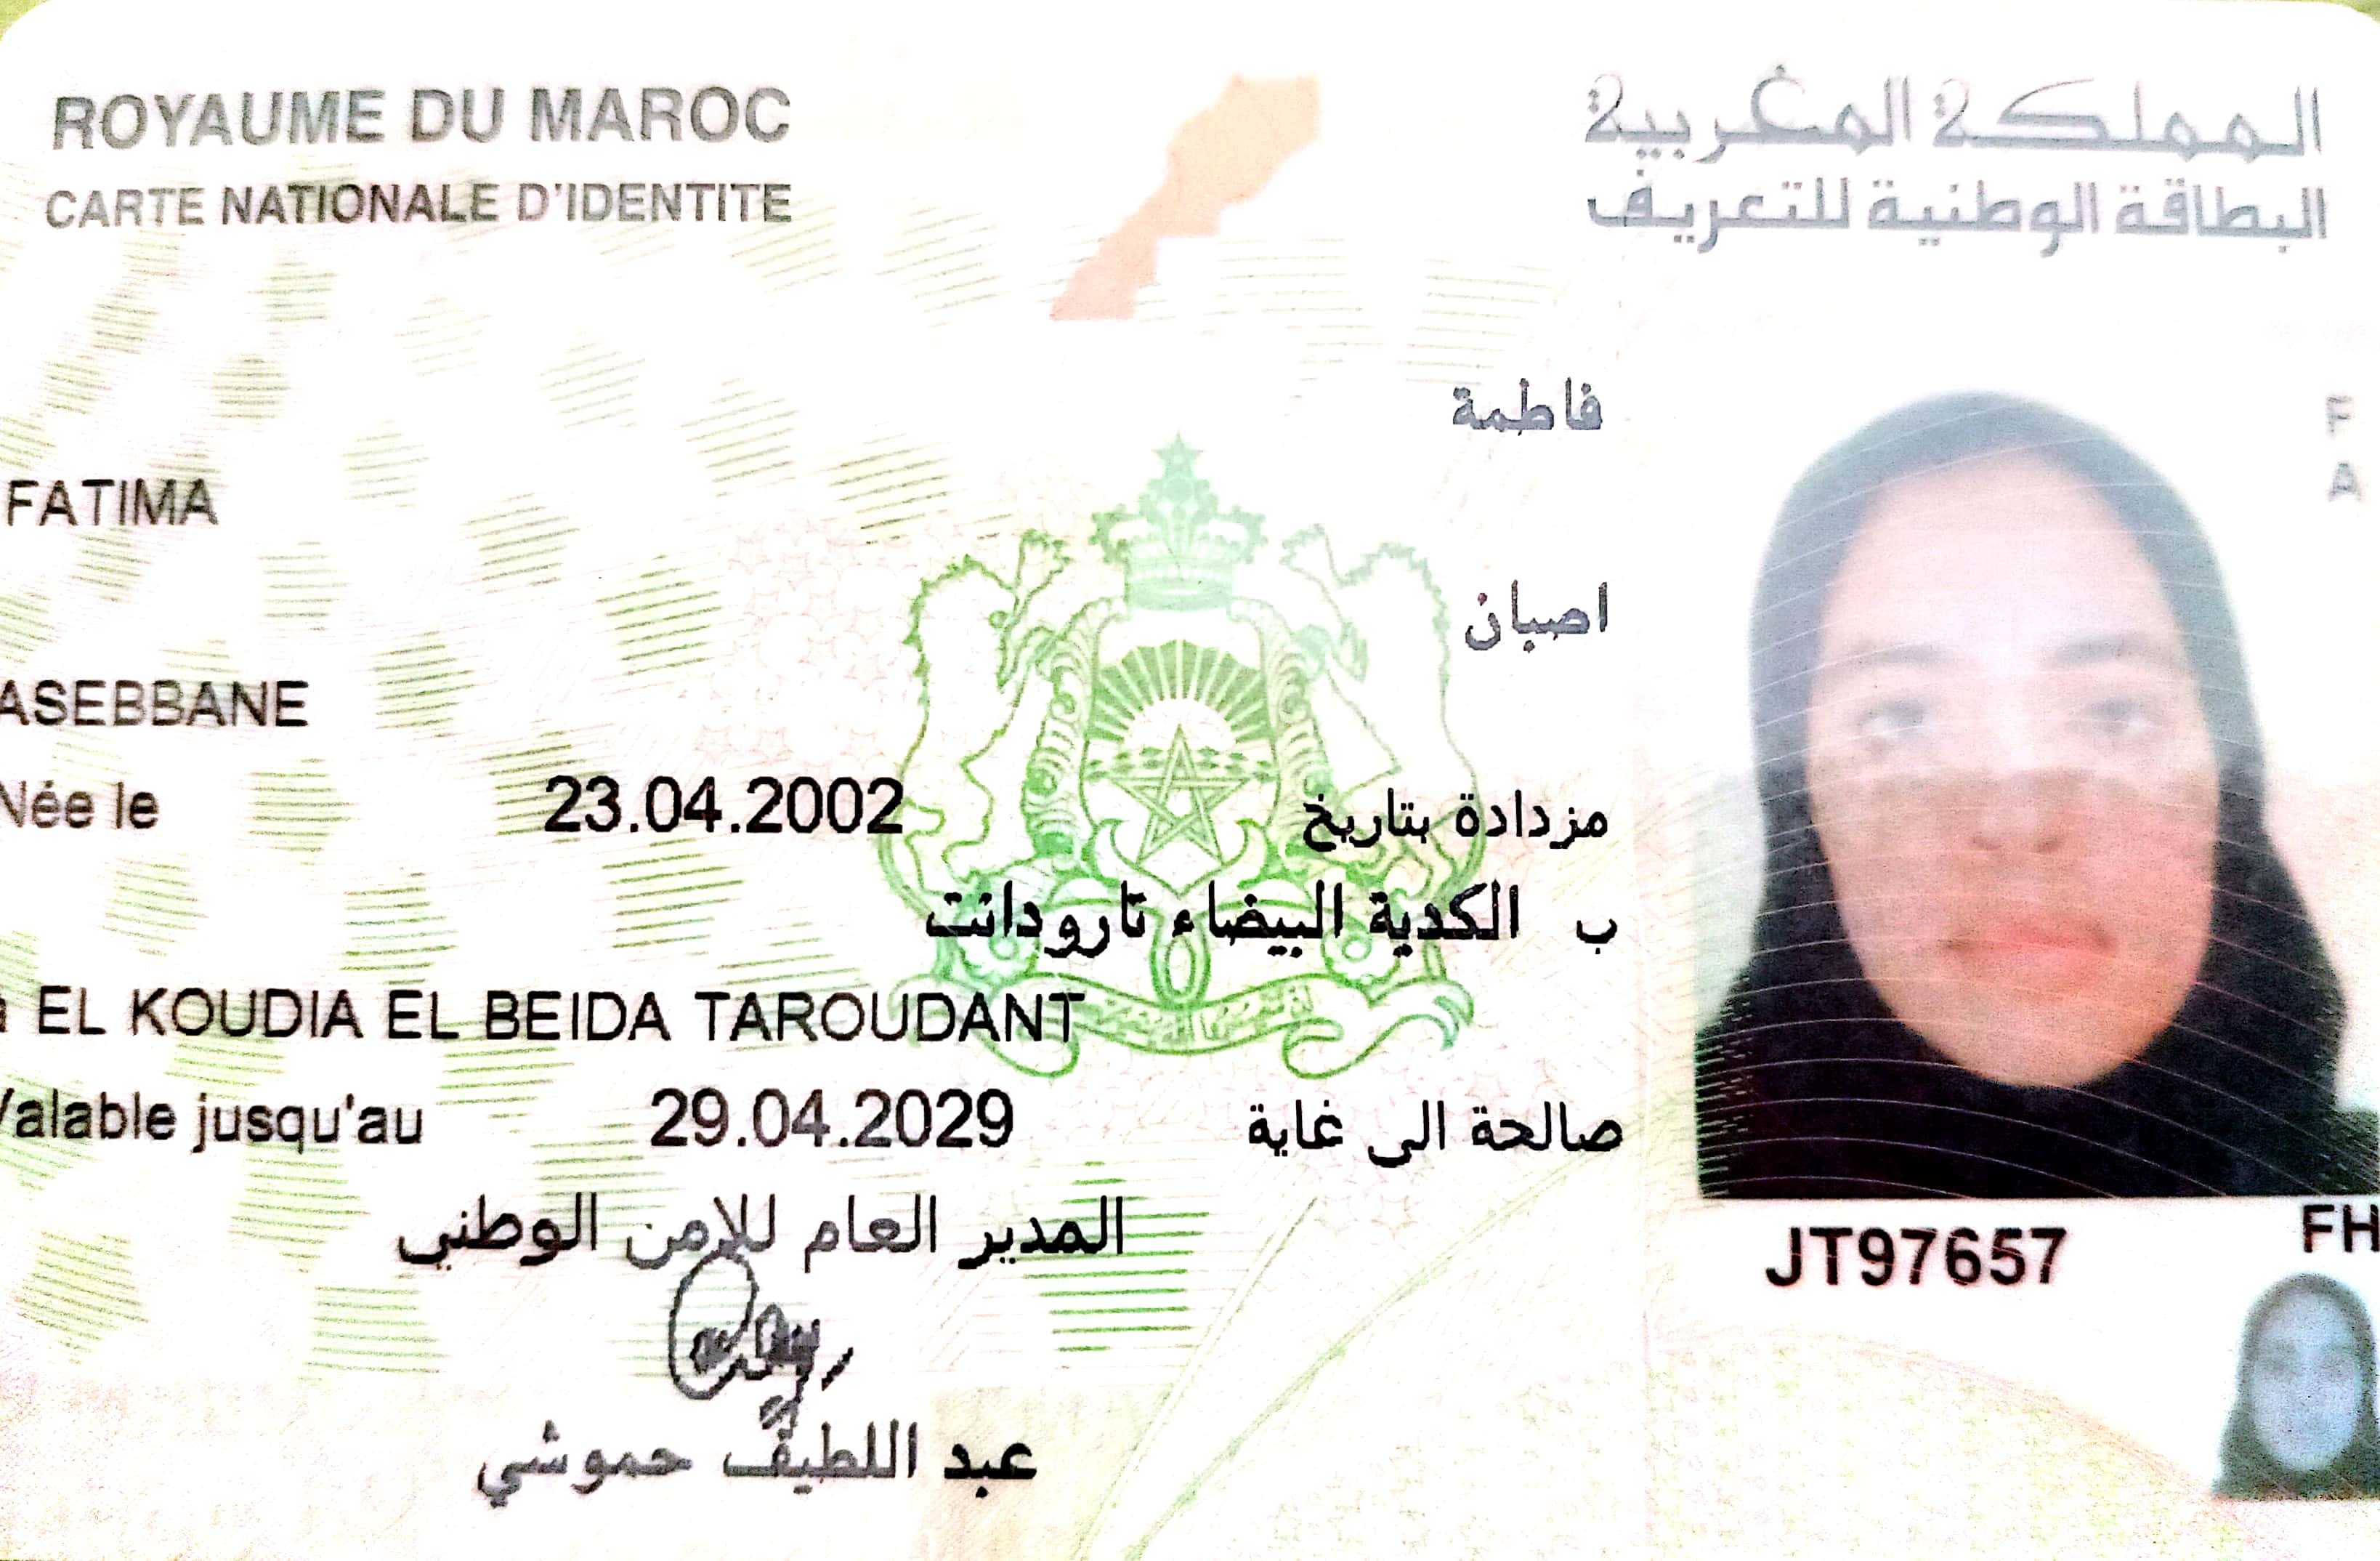 ROYAUME DU MAROC
المملكة المغربية
CARTE NATIONALE D'IDENTITE
البطاقة الوطنية للتعريف
فاطمة
FATIMA
اصبان
ASEBBANE
Née le 23.04.2002 مزدادة بتاريخ
ب الكدية البيضاء تارودانت
à EL KOUDIA EL BEIDA TAROUDANT
Valable jusqu'au 29.04.2029 صالحة الى غاية
المدير العام للامن الوطني
عبد اللطيف حموشي
F
A
JT97657
FH